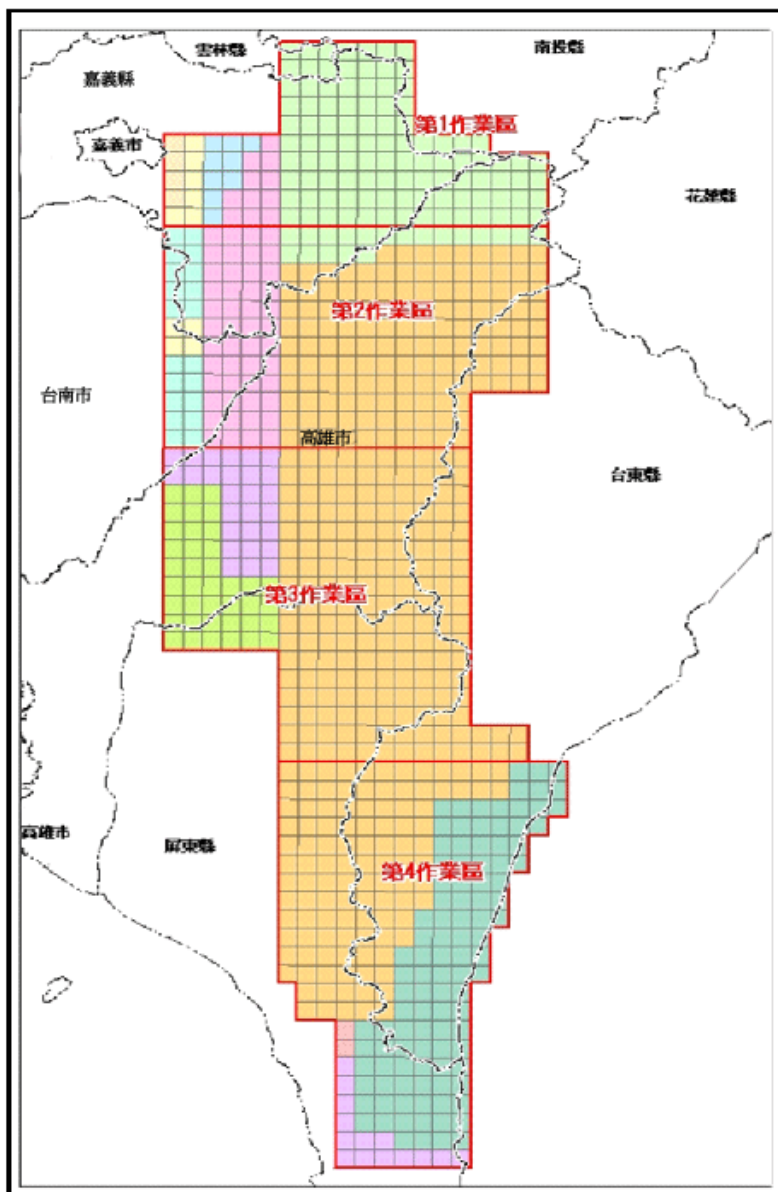 雲林縣
南投縣
嘉義縣
第1作業區
嘉義市
花蓮縣
第2作業區
台南市
高雄市
台東縣
第3作業區
高雄市
屏東縣
第4作業區